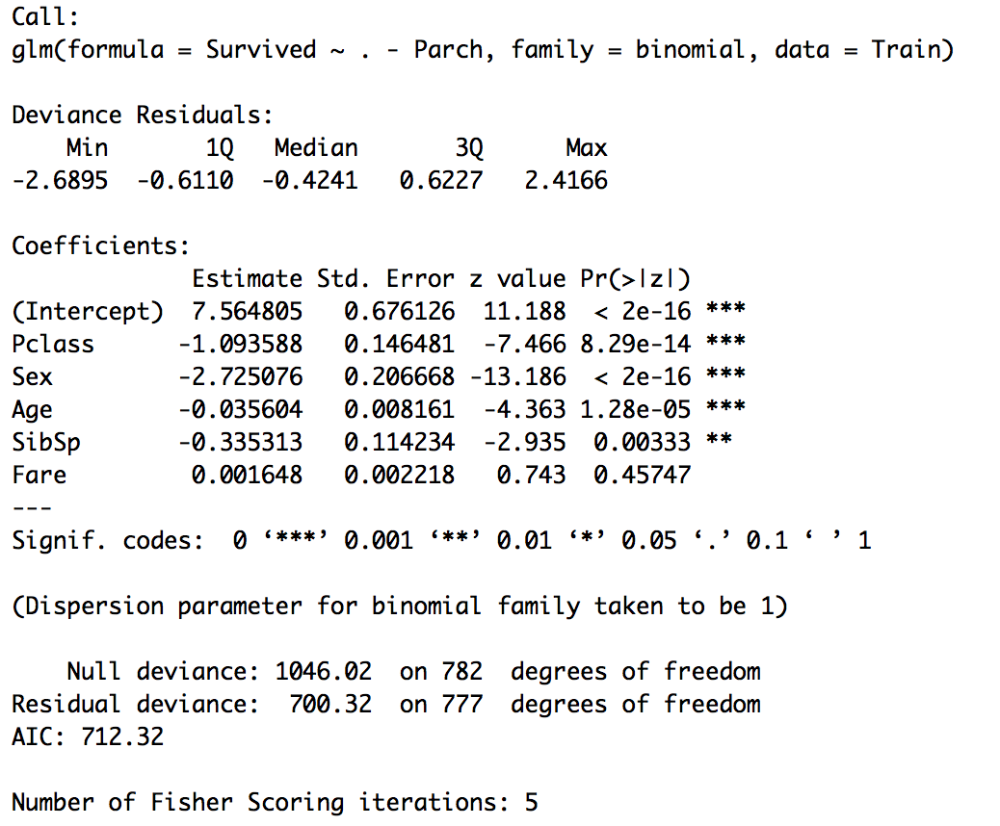 Call:
glm(formula = Survived ~ . - Parch, family = binomial, data = Train)
Deviance Residuals:
    Min       1Q   Median       3Q      Max
-2.6895  -0.6110  -0.4241   0.6227   2.4166
Coefficients:
             Estimate Std. Error z value Pr(>|z|)
(Intercept)  7.564805   0.676126  11.188  < 2e-16 ***
Pclass      -1.093588   0.146481  -7.466 8.29e-14 ***
Sex         -2.725076   0.206668 -13.186  < 2e-16 ***
Age         -0.035604   0.008161  -4.363 1.28e-05 ***
SibSp       -0.335313   0.114234  -2.935  0.00333 **
Fare         0.001648   0.002218   0.743  0.45747
---
Signif. codes:  0 ‘***’ 0.001 ‘**’ 0.01 ‘*’ 0.05 ‘.’ 0.1 ‘ ’ 1
(Dispersion parameter for binomial family taken to be 1)
    Null deviance: 1046.02  on 782  degrees of freedom
Residual deviance:  700.32  on 777  degrees of freedom
AIC: 712.32
Number of Fisher Scoring iterations: 5